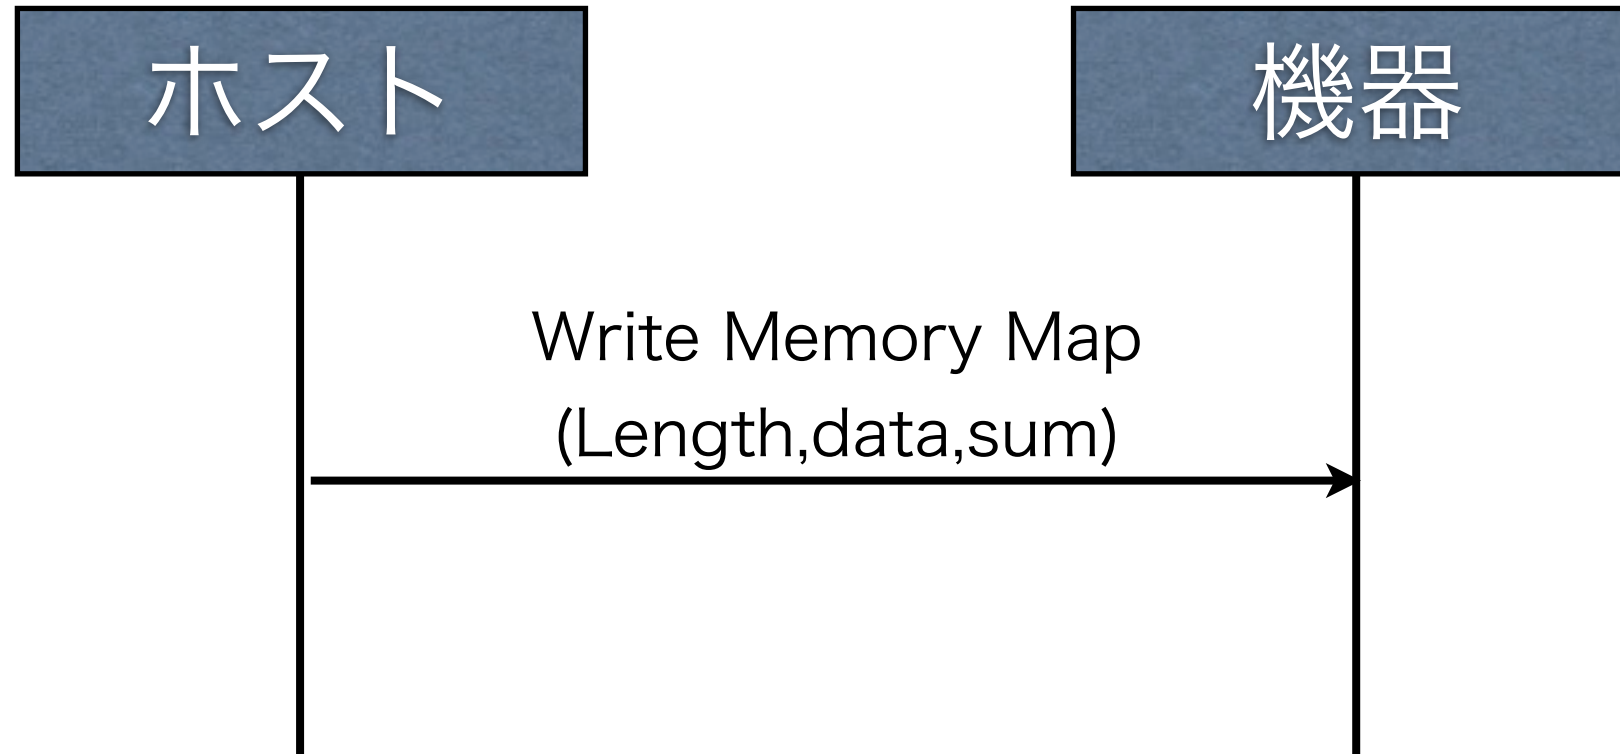 ホスト
機器
Write Memory Map
(Length,data,sum)